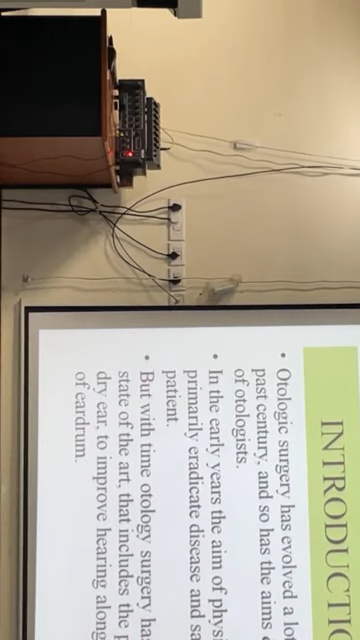 INTRODUCTIO
• Otologic surgery has evolved a lo
past century, and so has the aims
of otologists.
• In the early years the aim of physi
primarily eradicate disease and sa
patient.
• But with time otology surgery ha
state of the art, that includes the p
dry ear, to improve hearing along
of eardrum.